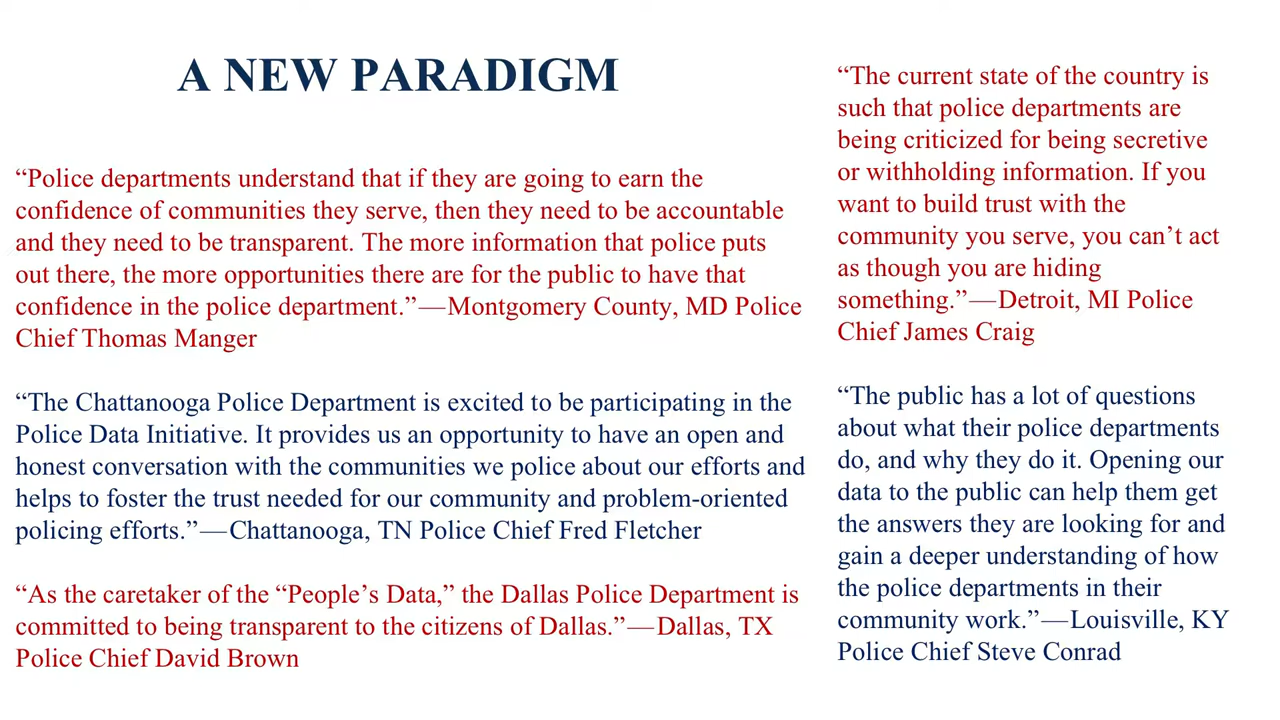 A NEW PARADIGM
“Police departments understand that if they are going to earn the
confidence of communities they serve, then they need to be accountable
and they need to be transparent. The more information that police puts
out there, the more opportunities there are for the public to have that
confidence in the police department.”—Montgomery County, MD Police
Chief Thomas Manger
“The Chattanooga Police Department is excited to be participating in the
Police Data Initiative. It provides us an opportunity to have an open and
honest conversation with the communities we police about our efforts and
helps to foster the trust needed for our community and problem-oriented
policing efforts.”—Chattanooga, TN Police Chief Fred Fletcher
“As the caretaker of the “People’s Data,” the Dallas Police Department is
committed to being transparent to the citizens of Dallas.”—Dallas, TX
Police Chief David Brown
“The current state of the country is
such that police departments are
being criticized for being secretive
or withholding information. If you
want to build trust with the
community you serve, you can’t act
as though you are hiding
something.”—Detroit, MI Police
Chief James Craig
“The public has a lot of questions
about what their police departments
do, and why they do it. Opening our
data to the public can help them get
the answers they are looking for and
gain a deeper understanding of how
the police departments in their
community work.”—Louisville, KY
Police Chief Steve Conrad